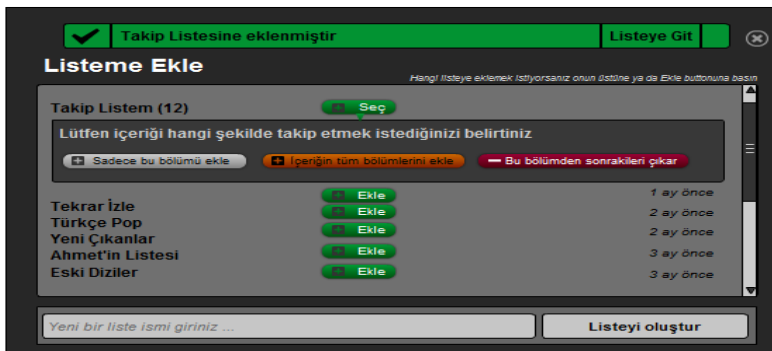 Takip Listesine eklenmiştir Listeye Git
Listeme Ekle
Hangi listeye eklemek istiyorsanız onun üstüne ya da Ekle buttonuna basın
Takip Listem (12) Seç
Lütfen içeriği hangi şekilde takip etmek istediğinizi belirtiniz
Sadece bu bölümü ekle İçeriğin tüm bölümlerini ekle Bu bölümden sonrakileri çıkar
Tekrar İzle Ekle 1 ay önce
Türkçe Pop Ekle 2 ay önce
Yeni Çıkanlar Ekle 2 ay önce
Ahmet'in Listesi Ekle 3 ay önce
Eski Diziler Ekle 3 ay önce
Yeni bir liste ismi giriniz ... Listeyi oluştur